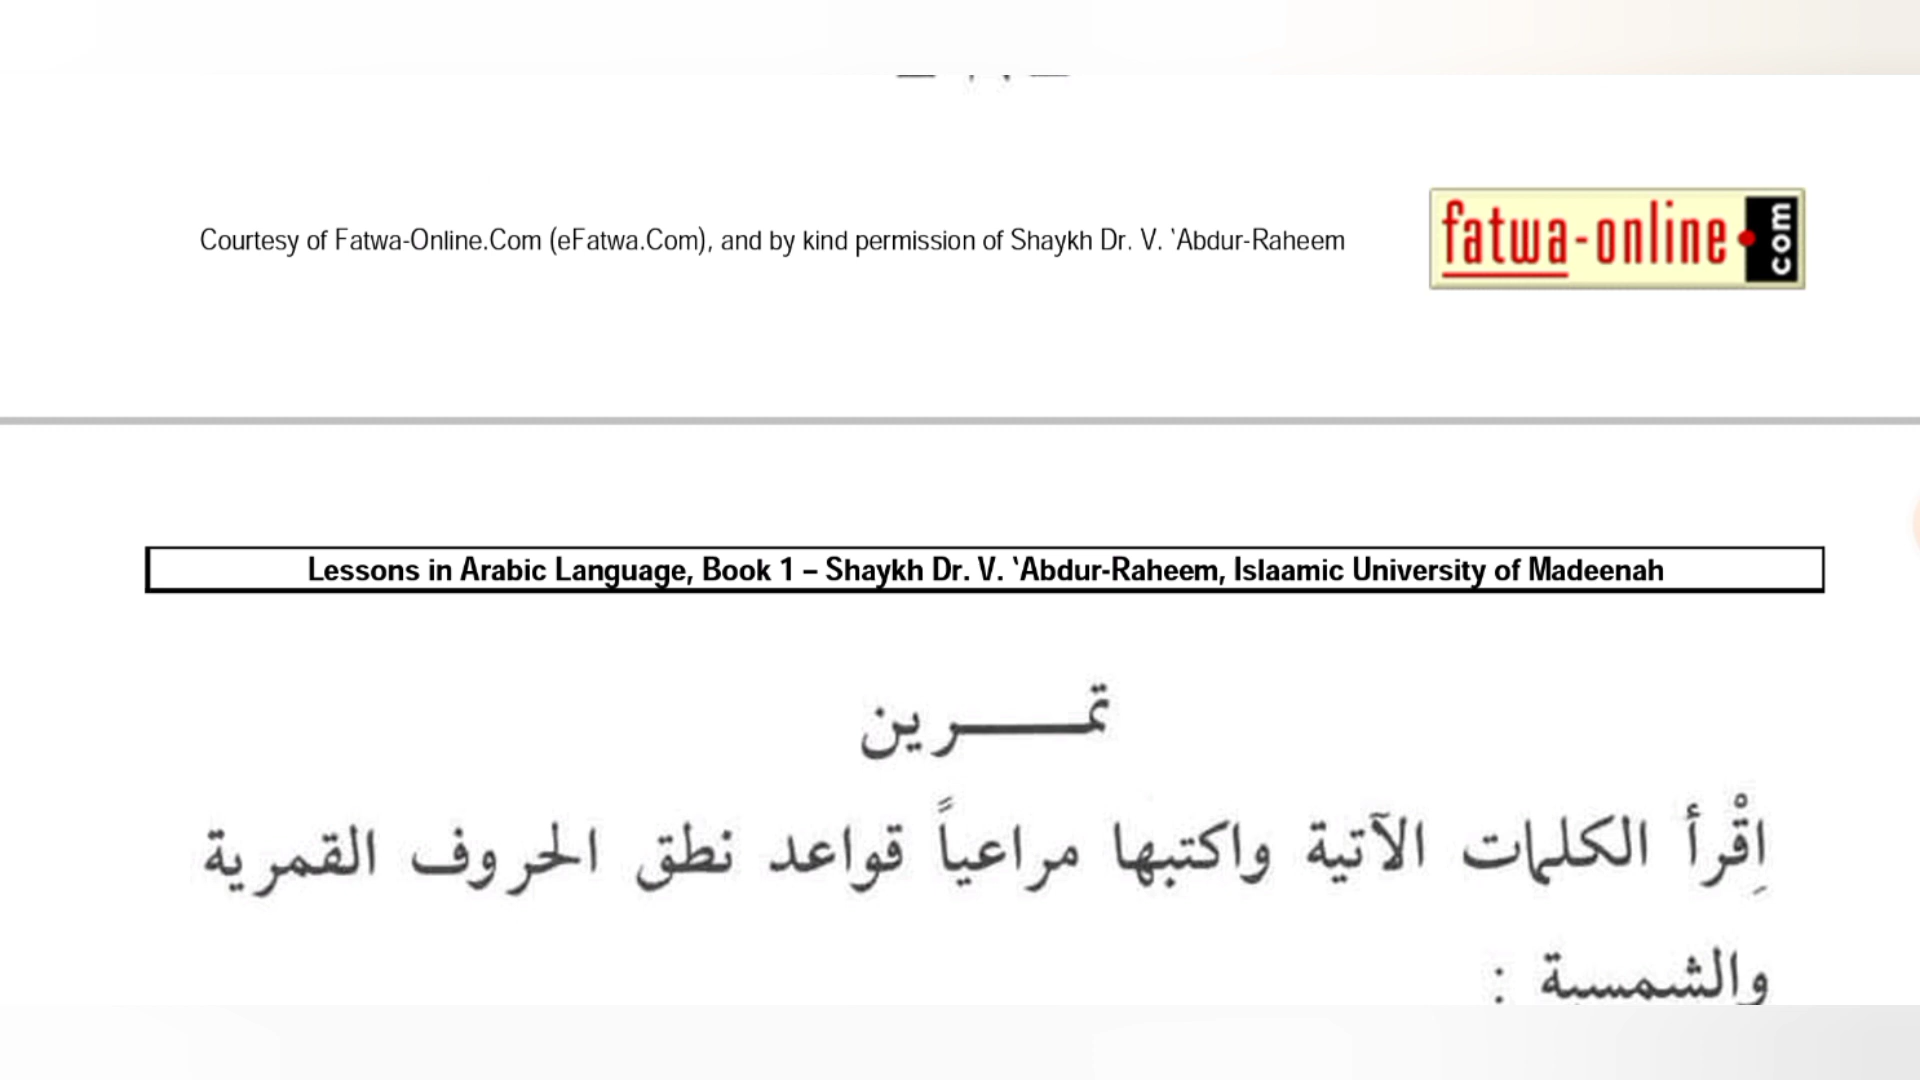 Courtesy of Fatwa-Online.Com (eFatwa.Com), and by kind permission of Shaykh Dr. V. `Abdur-Raheem
fatwa-online.com
Lessons in Arabic Language, Book 1 – Shaykh Dr. V. `Abdur-Raheem, Islaamic University of Madeenah
تمـــــرين
اِقْرأ الكلمات الآتية واكتبها مراعياً قواعد نطق الحروف القمرية
والشمسية :